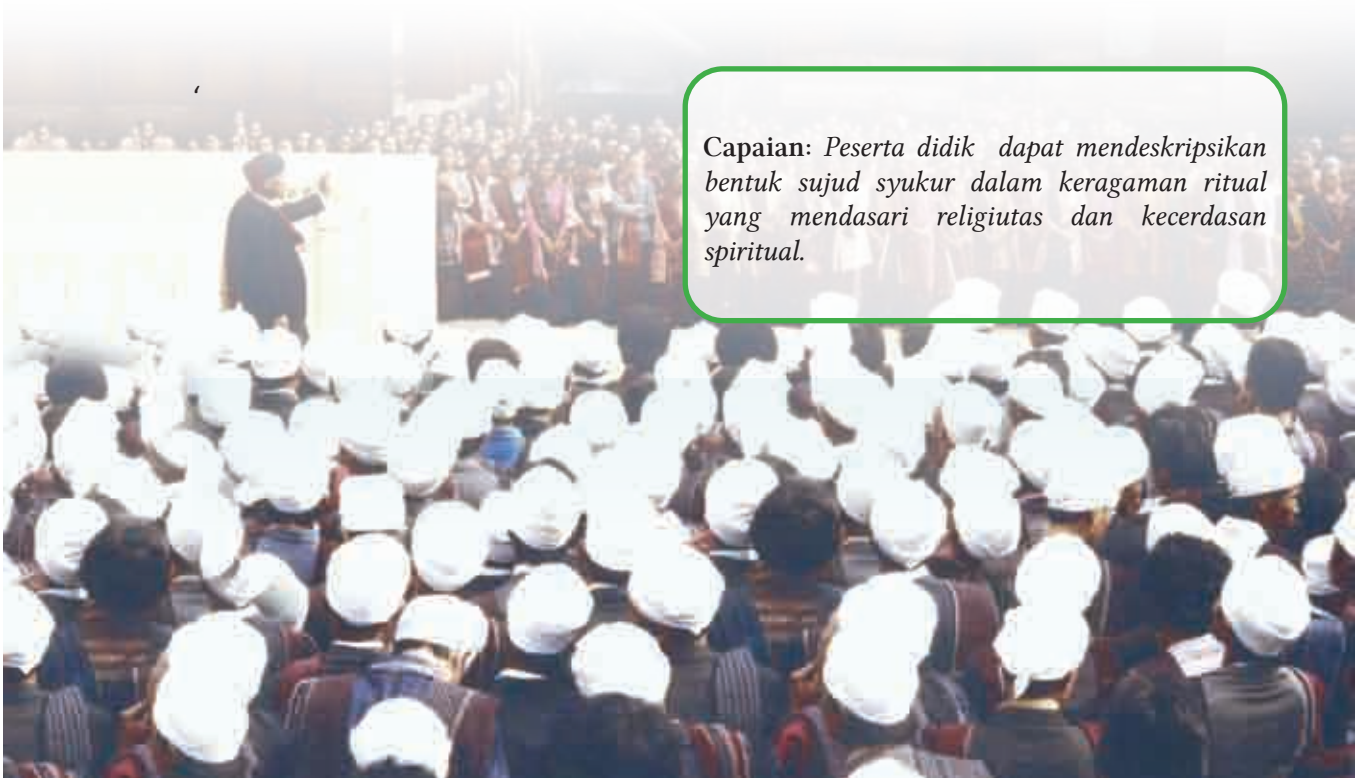 ‘
Capaian: Peserta didik dapat mendeskripsikan
bentuk sujud syukur dalam keragaman ritual
yang mendasari religiutas dan kecerdasan
spiritual.